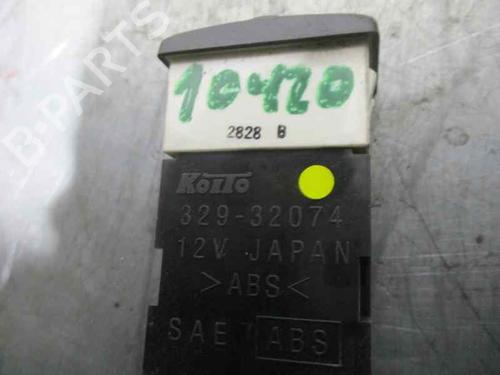 B-PARTS
10420
2828 B
KOITO
329-32074
12V JAPAN
>ABS<
SAE ABS